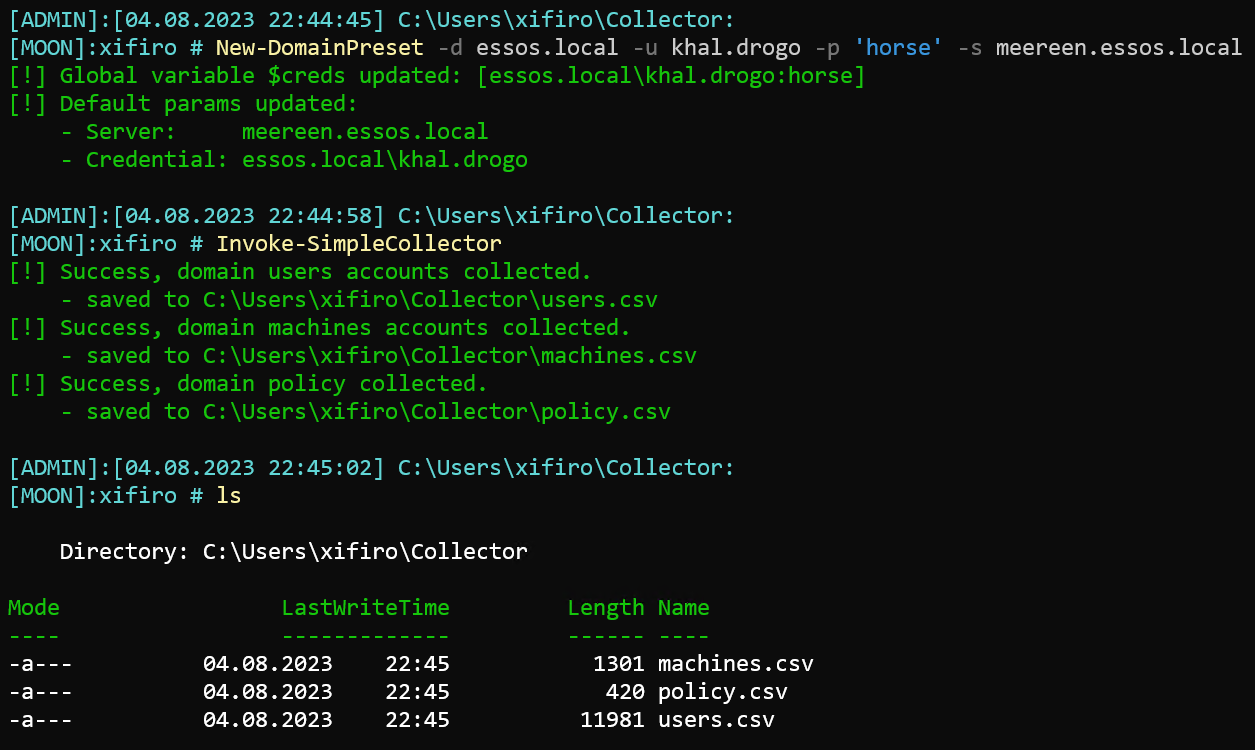 [ADMIN]:[04.08.2023 22:44:45] C:\Users\xifiro\Collector:
[MOON]:xifiro # New-DomainPreset -d essos.local -u khal.drogo -p 'horse' -s meereen.essos.local
[!] Global variable $creds updated: [essos.local\khal.drogo:horse]
[!] Default params updated:
    - Server:     meereen.essos.local
    - Credential: essos.local\khal.drogo

[ADMIN]:[04.08.2023 22:44:58] C:\Users\xifiro\Collector:
[MOON]:xifiro # Invoke-SimpleCollector
[!] Success, domain users accounts collected.
    - saved to C:\Users\xifiro\Collector\users.csv
[!] Success, domain machines accounts collected.
    - saved to C:\Users\xifiro\Collector\machines.csv
[!] Success, domain policy collected.
    - saved to C:\Users\xifiro\Collector\policy.csv

[ADMIN]:[04.08.2023 22:45:02] C:\Users\xifiro\Collector:
[MOON]:xifiro # ls

    Directory: C:\Users\xifiro\Collector

Mode                 LastWriteTime         Length Name
----                 -------------         ------ ----
-a---          04.08.2023    22:45           1301 machines.csv
-a---          04.08.2023    22:45            420 policy.csv
-a---          04.08.2023    22:45          11981 users.csv